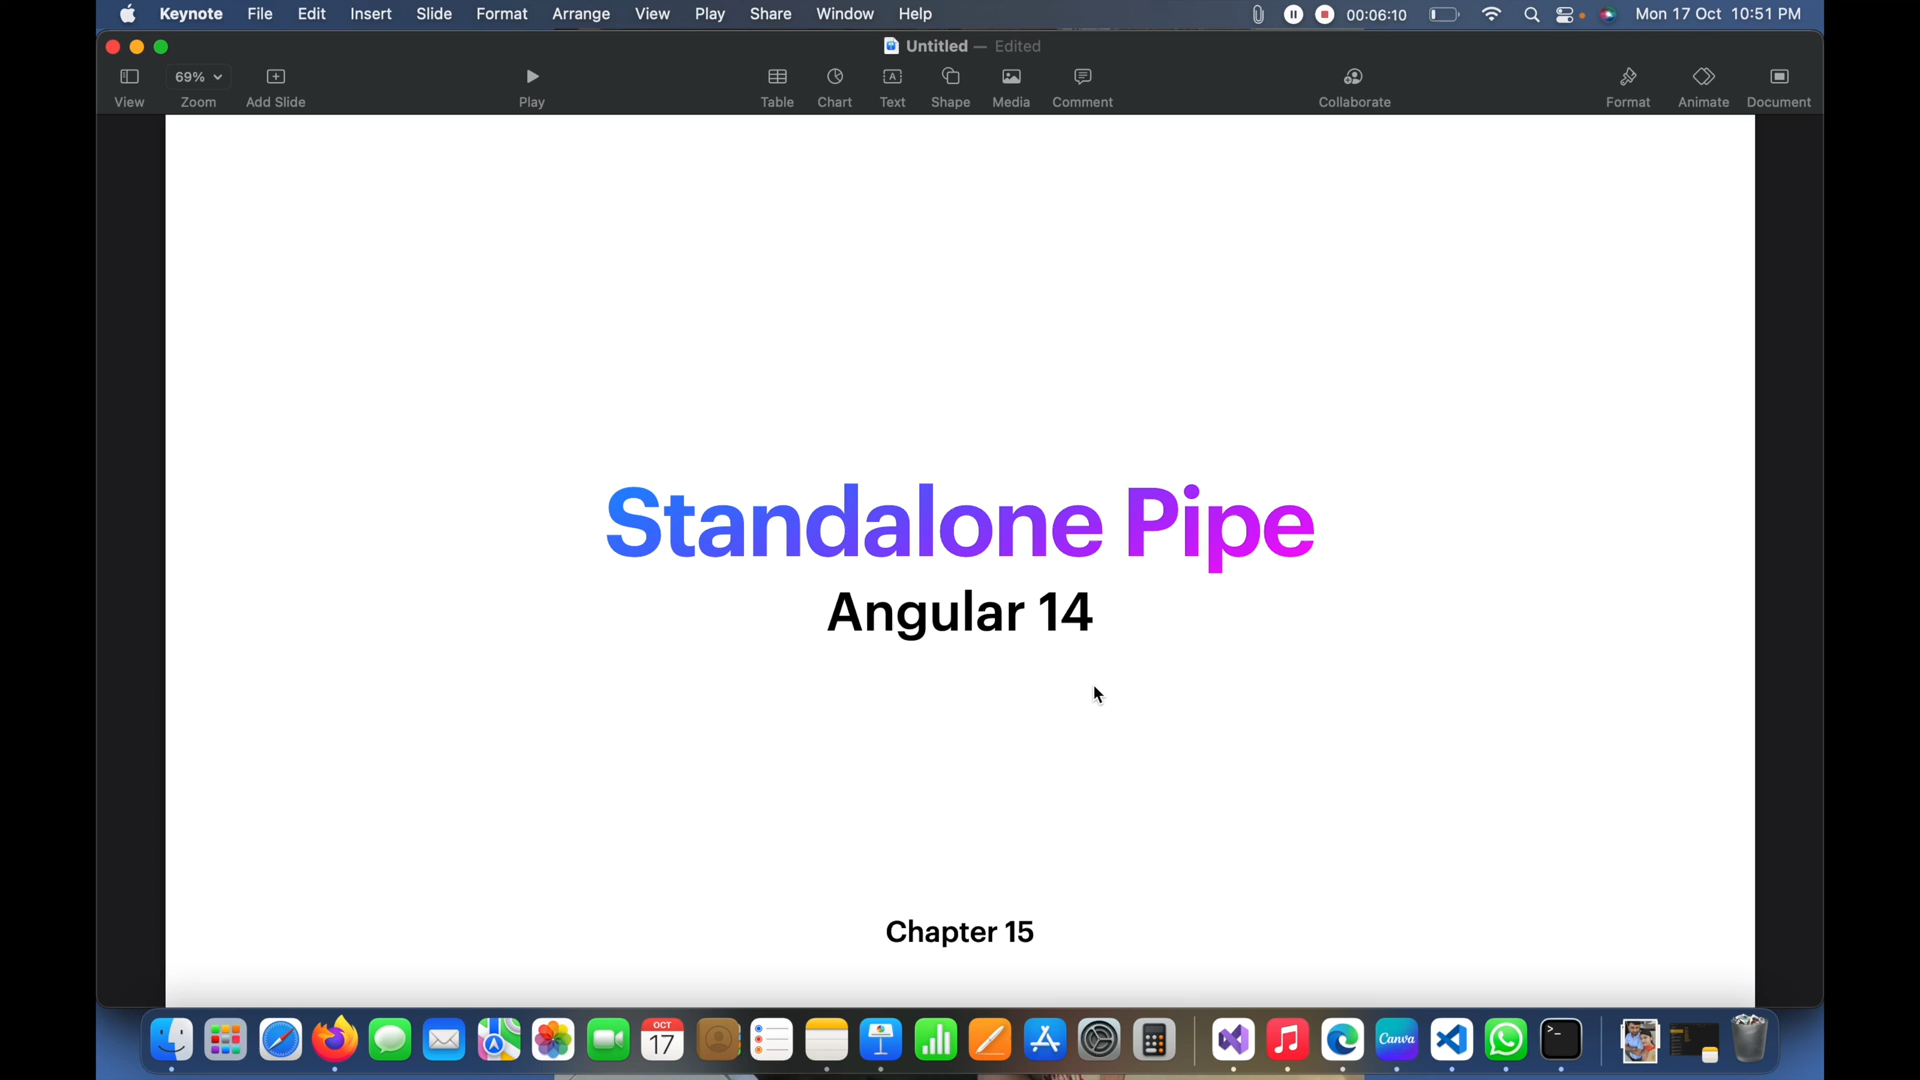 Keynote File Edit Insert Slide Format Arrange View Play Share Window Help 00:06:10 Mon 17 Oct 10:51 PM
Untitled — Edited
69%
View Zoom Add Slide Play Table Chart Text Shape Media Comment Collaborate Format Animate Document
Standalone Pipe
Angular 14
Chapter 15
OCT
17
Canva